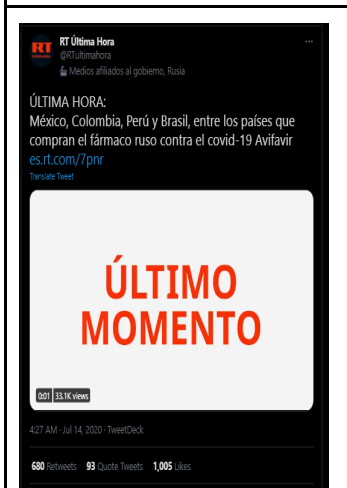 RT
RT Última Hora
@RTultimahora
Medios afiliados al gobierno, Rusia
ÚLTIMA HORA:
México, Colombia, Perú y Brasil, entre los países que
compran el fármaco ruso contra el covid-19 Avifavir
es.rt.com/7pnr
Translate Tweet
ÚLTIMO
MOMENTO
0:01 33.1K views
4:27 AM · Jul 14, 2020 · TweetDeck
680 Retweets 93 Quote Tweets 1,005 Likes